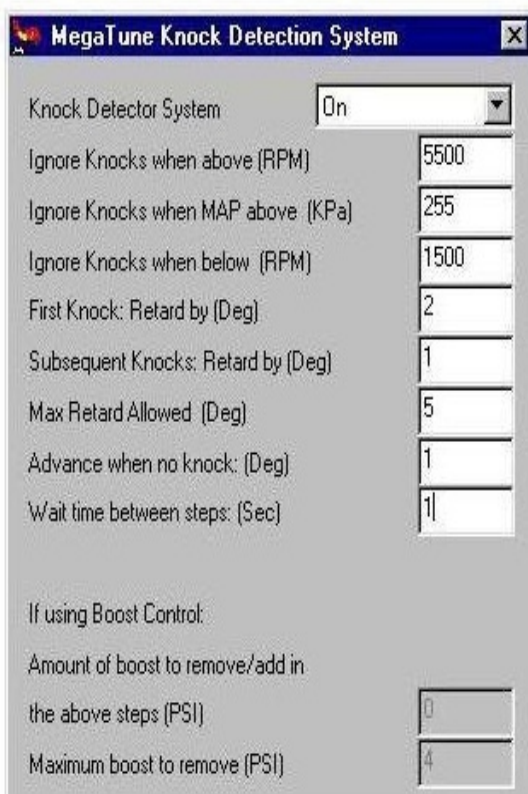 MegaTune Knock Detection System
Knock Detector System On
Ignore Knocks when above (RPM) 5500
Ignore Knocks when MAP above (KPa) 255
Ignore Knocks when below (RPM) 1500
First Knock: Retard by (Deg) 2
Subsequent Knocks: Retard by (Deg) 1
Max Retard Allowed (Deg) 5
Advance when no knock: (Deg) 1
Wait time between steps: (Sec) 1
If using Boost Control:
Amount of boost to remove/add in
the above steps (PSI) 0
Maximum boost to remove (PSI) 4